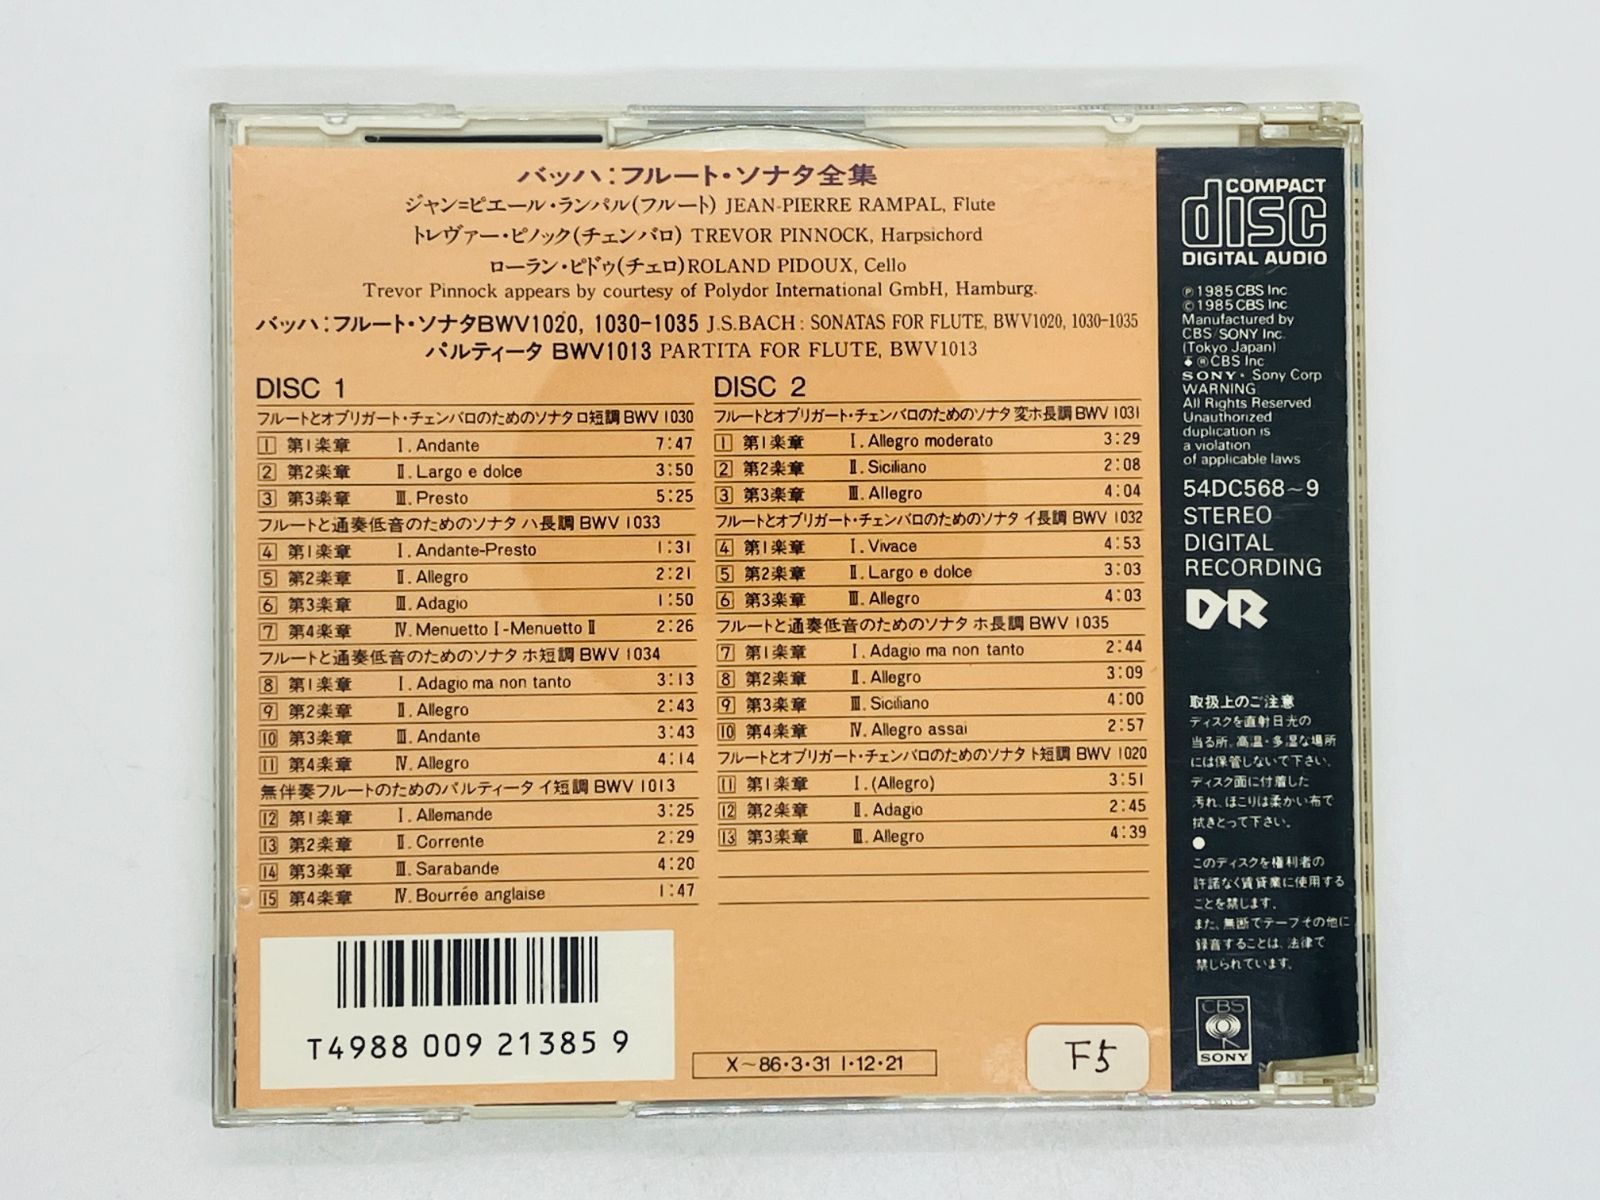 バッハ:フルート・ソナタ全集
ジャン=ピエール・ランパル(フルート) JEAN-PIERRE RAMPAL, Flute
トレヴァー・ピノック(チェンバロ) TREVOR PINNOCK, Harpsichord
ローラン・ピドゥ(チェロ)ROLAND PIDOUX, Cello
Trevor Pinnock appears by courtesy of Polydor International GmbH, Hamburg.
バッハ:フルート・ソナタBWV1020, 1030-1035 J.S.BACH: SONATAS FOR FLUTE, BWV1020, 1030-1035
パルティータ BWV1013 PARTITA FOR FLUTE, BWV1013
DISC 1
フルートとオブリガート・チェンバロのためのソナタ ロ短調 BWV 1030
1 第1楽章 I. Andante 7:47
2 第2楽章 II. Largo e dolce 3:50
3 第3楽章 III. Presto 5:25
フルートと通奏低音のためのソナタ ハ長調 BWV 1033
4 第1楽章 I. Andante-Presto 1:31
5 第2楽章 II. Allegro 2:21
6 第3楽章 III. Adagio 1:50
7 第4楽章 IV. Menuetto I-Menuetto II 2:26
フルートと通奏低音のためのソナタ ホ短調 BWV 1034
8 第1楽章 I. Adagio ma non tanto 3:13
9 第2楽章 II. Allegro 2:43
10 第3楽章 III. Andante 3:43
11 第4楽章 IV. Allegro 4:14
無伴奏フルートのためのパルティータ イ短調 BWV 1013
12 第1楽章 I. Allemande 3:25
13 第2楽章 II. Corrente 2:29
14 第3楽章 III. Sarabande 4:20
15 第4楽章 IV. Bourrée anglaise 1:47
DISC 2
フルートとオブリガート・チェンバロのためのソナタ 変ホ長調 BWV 1031
1 第1楽章 I. Allegro moderato 3:29
2 第2楽章 II. Siciliano 2:08
3 第3楽章 III. Allegro 4:04
フルートとオブリガート・チェンバロのためのソナタ イ長調 BWV 1032
4 第1楽章 I. Vivace 4:53
5 第2楽章 II. Largo e dolce 3:03
6 第3楽章 III. Allegro 4:03
フルートと通奏低音のためのソナタ ホ長調 BWV 1035
7 第1楽章 I. Adagio ma non tanto 2:44
8 第2楽章 II. Allegro 3:09
9 第3楽章 III. Siciliano 4:00
10 第4楽章 IV. Allegro assai 2:57
フルートとオブリガート・チェンバロのためのソナタ ト短調 BWV 1020
11 第1楽章 I. (Allegro) 3:51
12 第2楽章 II. Adagio 2:45
13 第3楽章 III. Allegro 4:39
T4988 009 21385 9
X~86・3・31 1・12・21
F5
COMPACT
disc
DIGITAL AUDIO
℗ 1985 CBS Inc.
© 1985 CBS Inc.
Manufactured by
CBS/SONY Inc.
(Tokyo Japan)
® CBS Inc.
SONY・Sony Corp
WARNING
All Rights Reserved
Unauthorized
duplication is
a violation
of applicable laws
54DC568~9
STEREO
DIGITAL
RECORDING
DR
取扱上のご注意
ディスクを直射日光の
当る所、高温・多湿な場所
には保管しないで下さい。
ディスク面に付着した
汚れ、ほこりは柔かい布で
拭きとって下さい。
●
このディスクを権利者の
許諾なく賃貸業に使用する
ことを禁じます。
また、無断でテープその他に
録音することは、法律で
禁じられています。
CBS
SONY